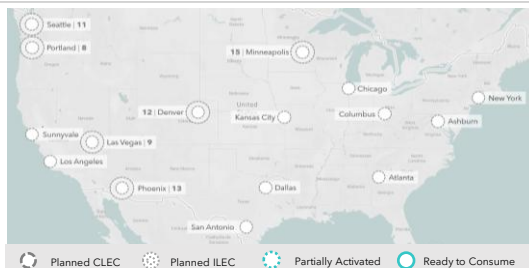 Seattle | 11
Portland | 8
15 | Minneapolis
Chicago
New York
12 | Denver
United
Kansas City
Columbus
Ashburn
Sunnyvale
Las Vegas | 9
Los Angeles
Atlanta
Phoenix | 13
Dallas
San Antonio
Planned CLEC
Planned ILEC
Partially Activated
Ready to Consume